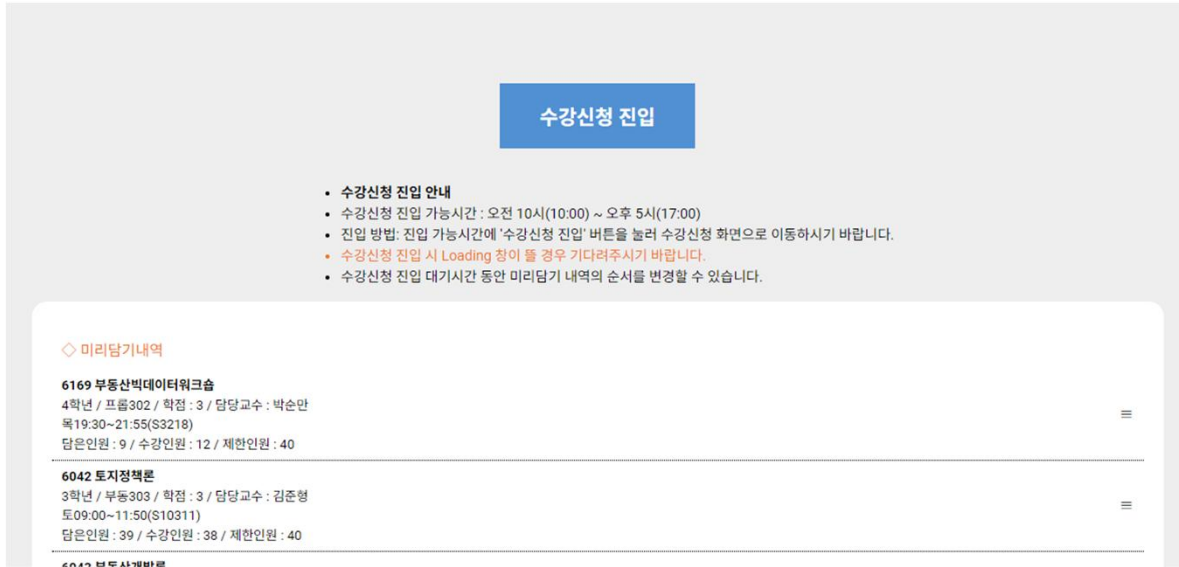 수강신청 진입
수강신청 진입 안내
수강신청 진입 가능시간 : 오전 10시(10:00) ~ 오후 5시(17:00)
진입 방법: 진입 가능시간에 '수강신청 진입' 버튼을 눌러 수강신청 화면으로 이동하시기 바랍니다.
수강신청 진입 시 Loading 창이 뜰 경우 기다려주시기 바랍니다.
수강신청 진입 대기시간 동안 미리담기 내역의 순서를 변경할 수 있습니다.
◇ 미리담기내역
6169 부동산빅데이터워크숍
4학년 / 프롭302 / 학점 : 3 / 담당교수 : 박순만
목19:30~21:55(S3218)
담은인원 : 9 / 수강인원 : 12 / 제한인원 : 40
6042 토지정책론
3학년 / 부동303 / 학점 : 3 / 담당교수 : 김준형
토09:00~11:50(S10311)
담은인원 : 39 / 수강인원 : 38 / 제한인원 : 40
부동산개발론